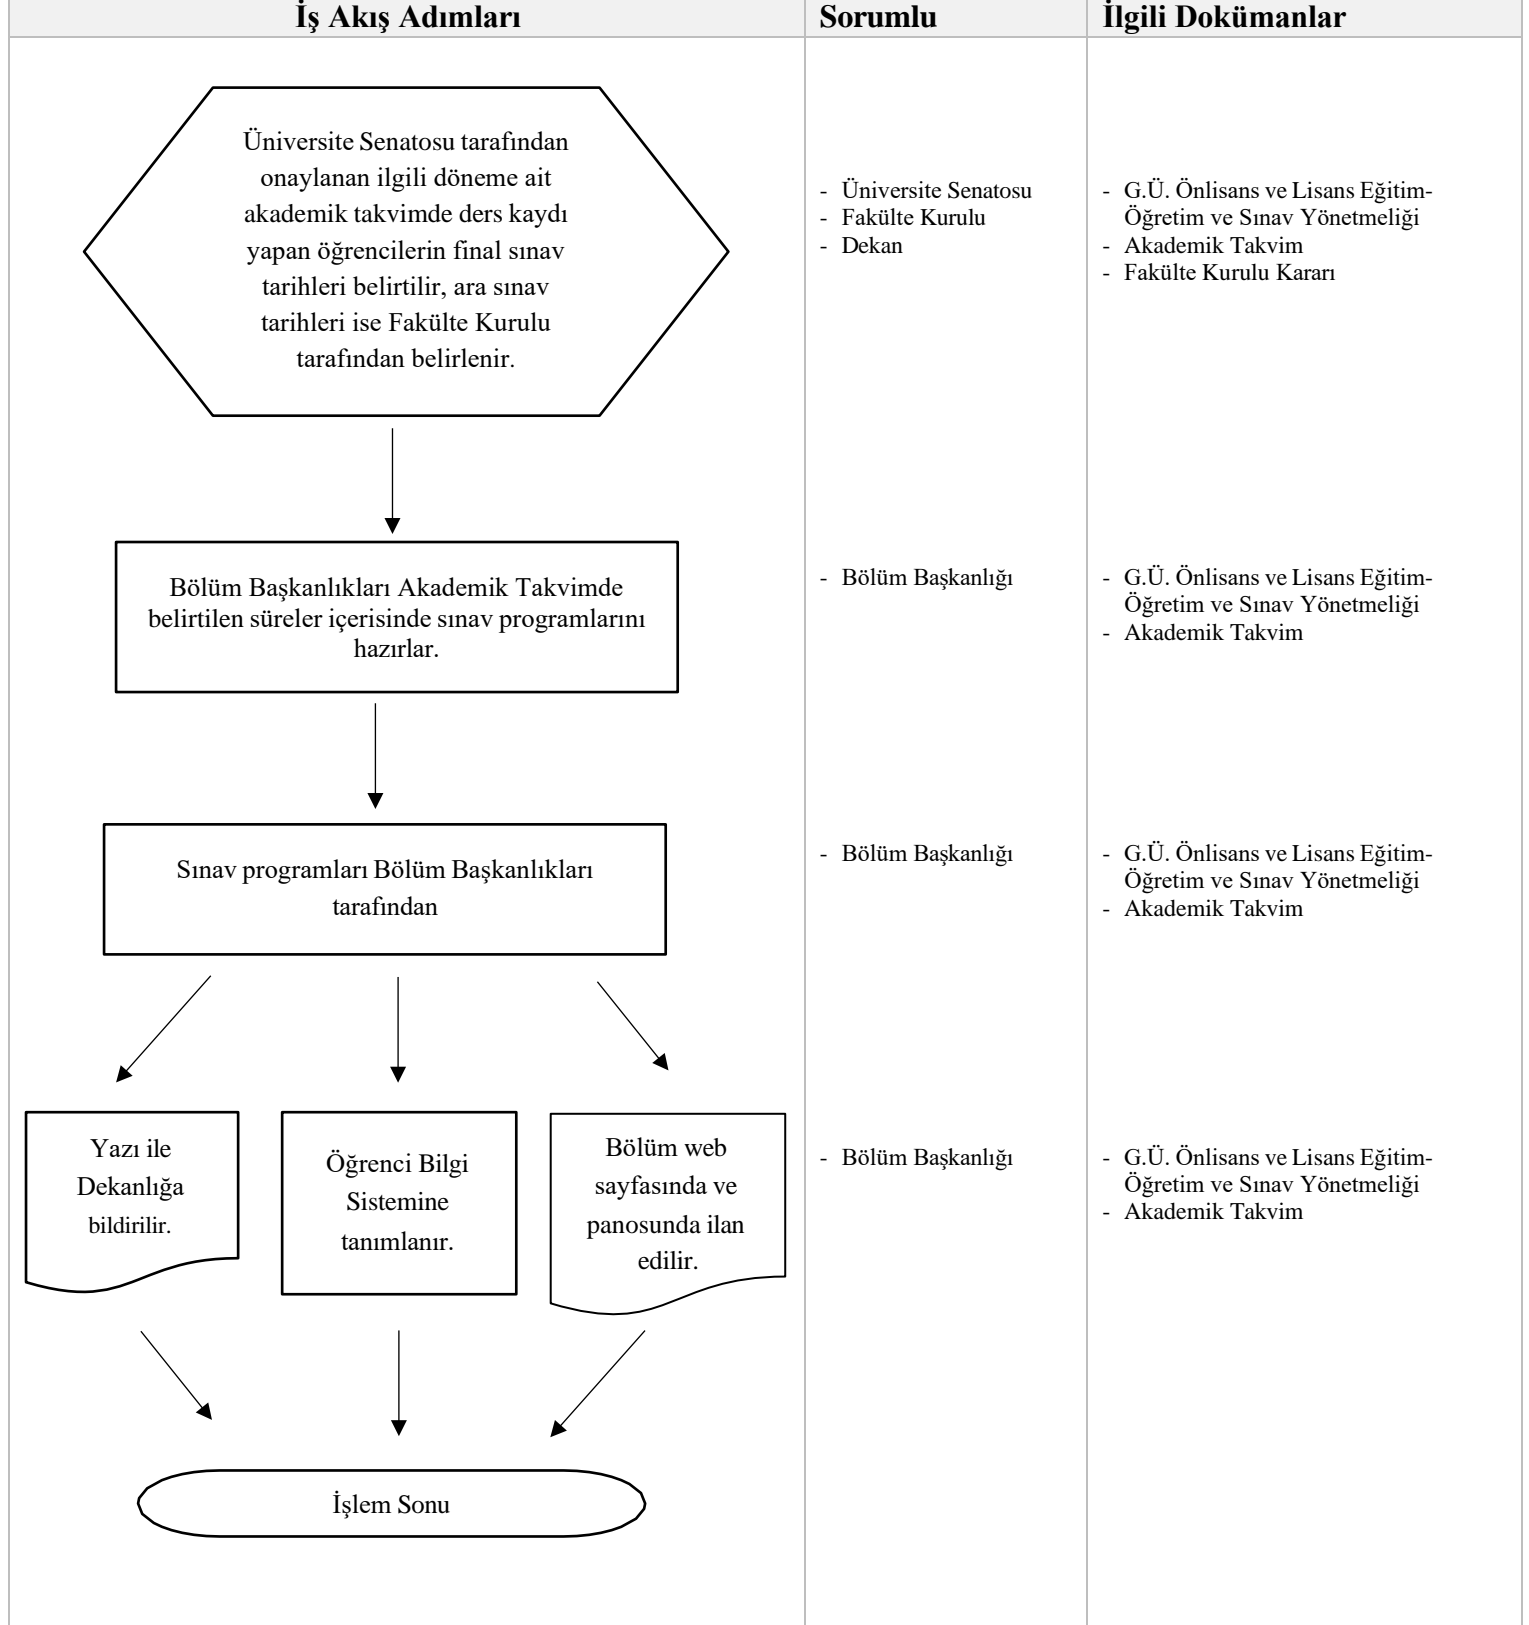 İş Akış Adımları
Sorumlu
İlgili Dokümanlar
Üniversite Senatosu tarafından
onaylanan ilgili döneme ait
akademik takvimde ders kaydı
yapan öğrencilerin final sınav
tarihleri belirtilir, ara sınav
tarihleri ise Fakülte Kurulu
tarafından belirlenir.
- Üniversite Senatosu
- Fakülte Kurulu
- Dekan
- G.Ü. Önlisans ve Lisans Eğitim-
Öğretim ve Sınav Yönetmeliği
- Akademik Takvim
- Fakülte Kurulu Kararı
Bölüm Başkanlıkları Akademik Takvimde
belirtilen süreler içerisinde sınav programlarını
hazırlar.
- Bölüm Başkanlığı
- G.Ü. Önlisans ve Lisans Eğitim-
Öğretim ve Sınav Yönetmeliği
- Akademik Takvim
Sınav programları Bölüm Başkanlıkları
tarafından
- Bölüm Başkanlığı
- G.Ü. Önlisans ve Lisans Eğitim-
Öğretim ve Sınav Yönetmeliği
- Akademik Takvim
Yazı ile
Dekanlığa
bildirilir.
Öğrenci Bilgi
Sistemine
tanımlanır.
Bölüm web
sayfasında ve
panosunda ilan
edilir.
- Bölüm Başkanlığı
- G.Ü. Önlisans ve Lisans Eğitim-
Öğretim ve Sınav Yönetmeliği
- Akademik Takvim
İşlem Sonu